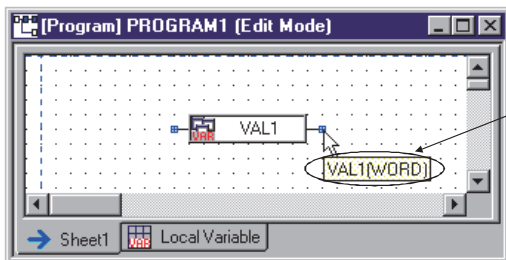 [Program] PROGRAM1 (Edit Mode)
VAR VAL1
VAL1(WORD)
Sheet1 VAR Local Variable